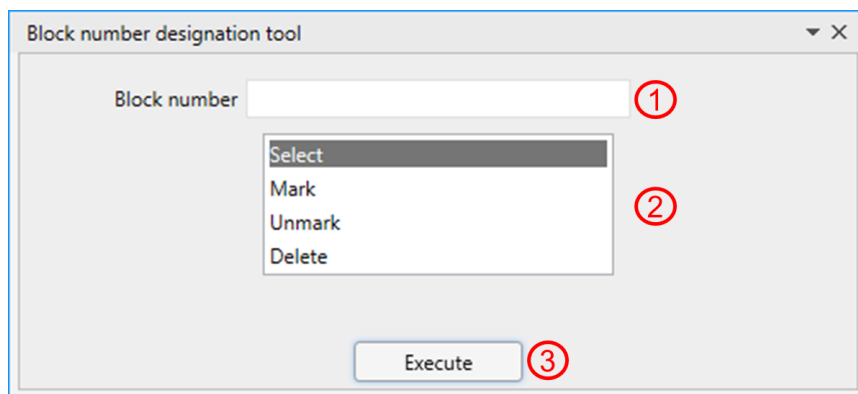 Block number designation tool
Block number ①
Select
Mark
② 
Unmark
Delete
Execute ③